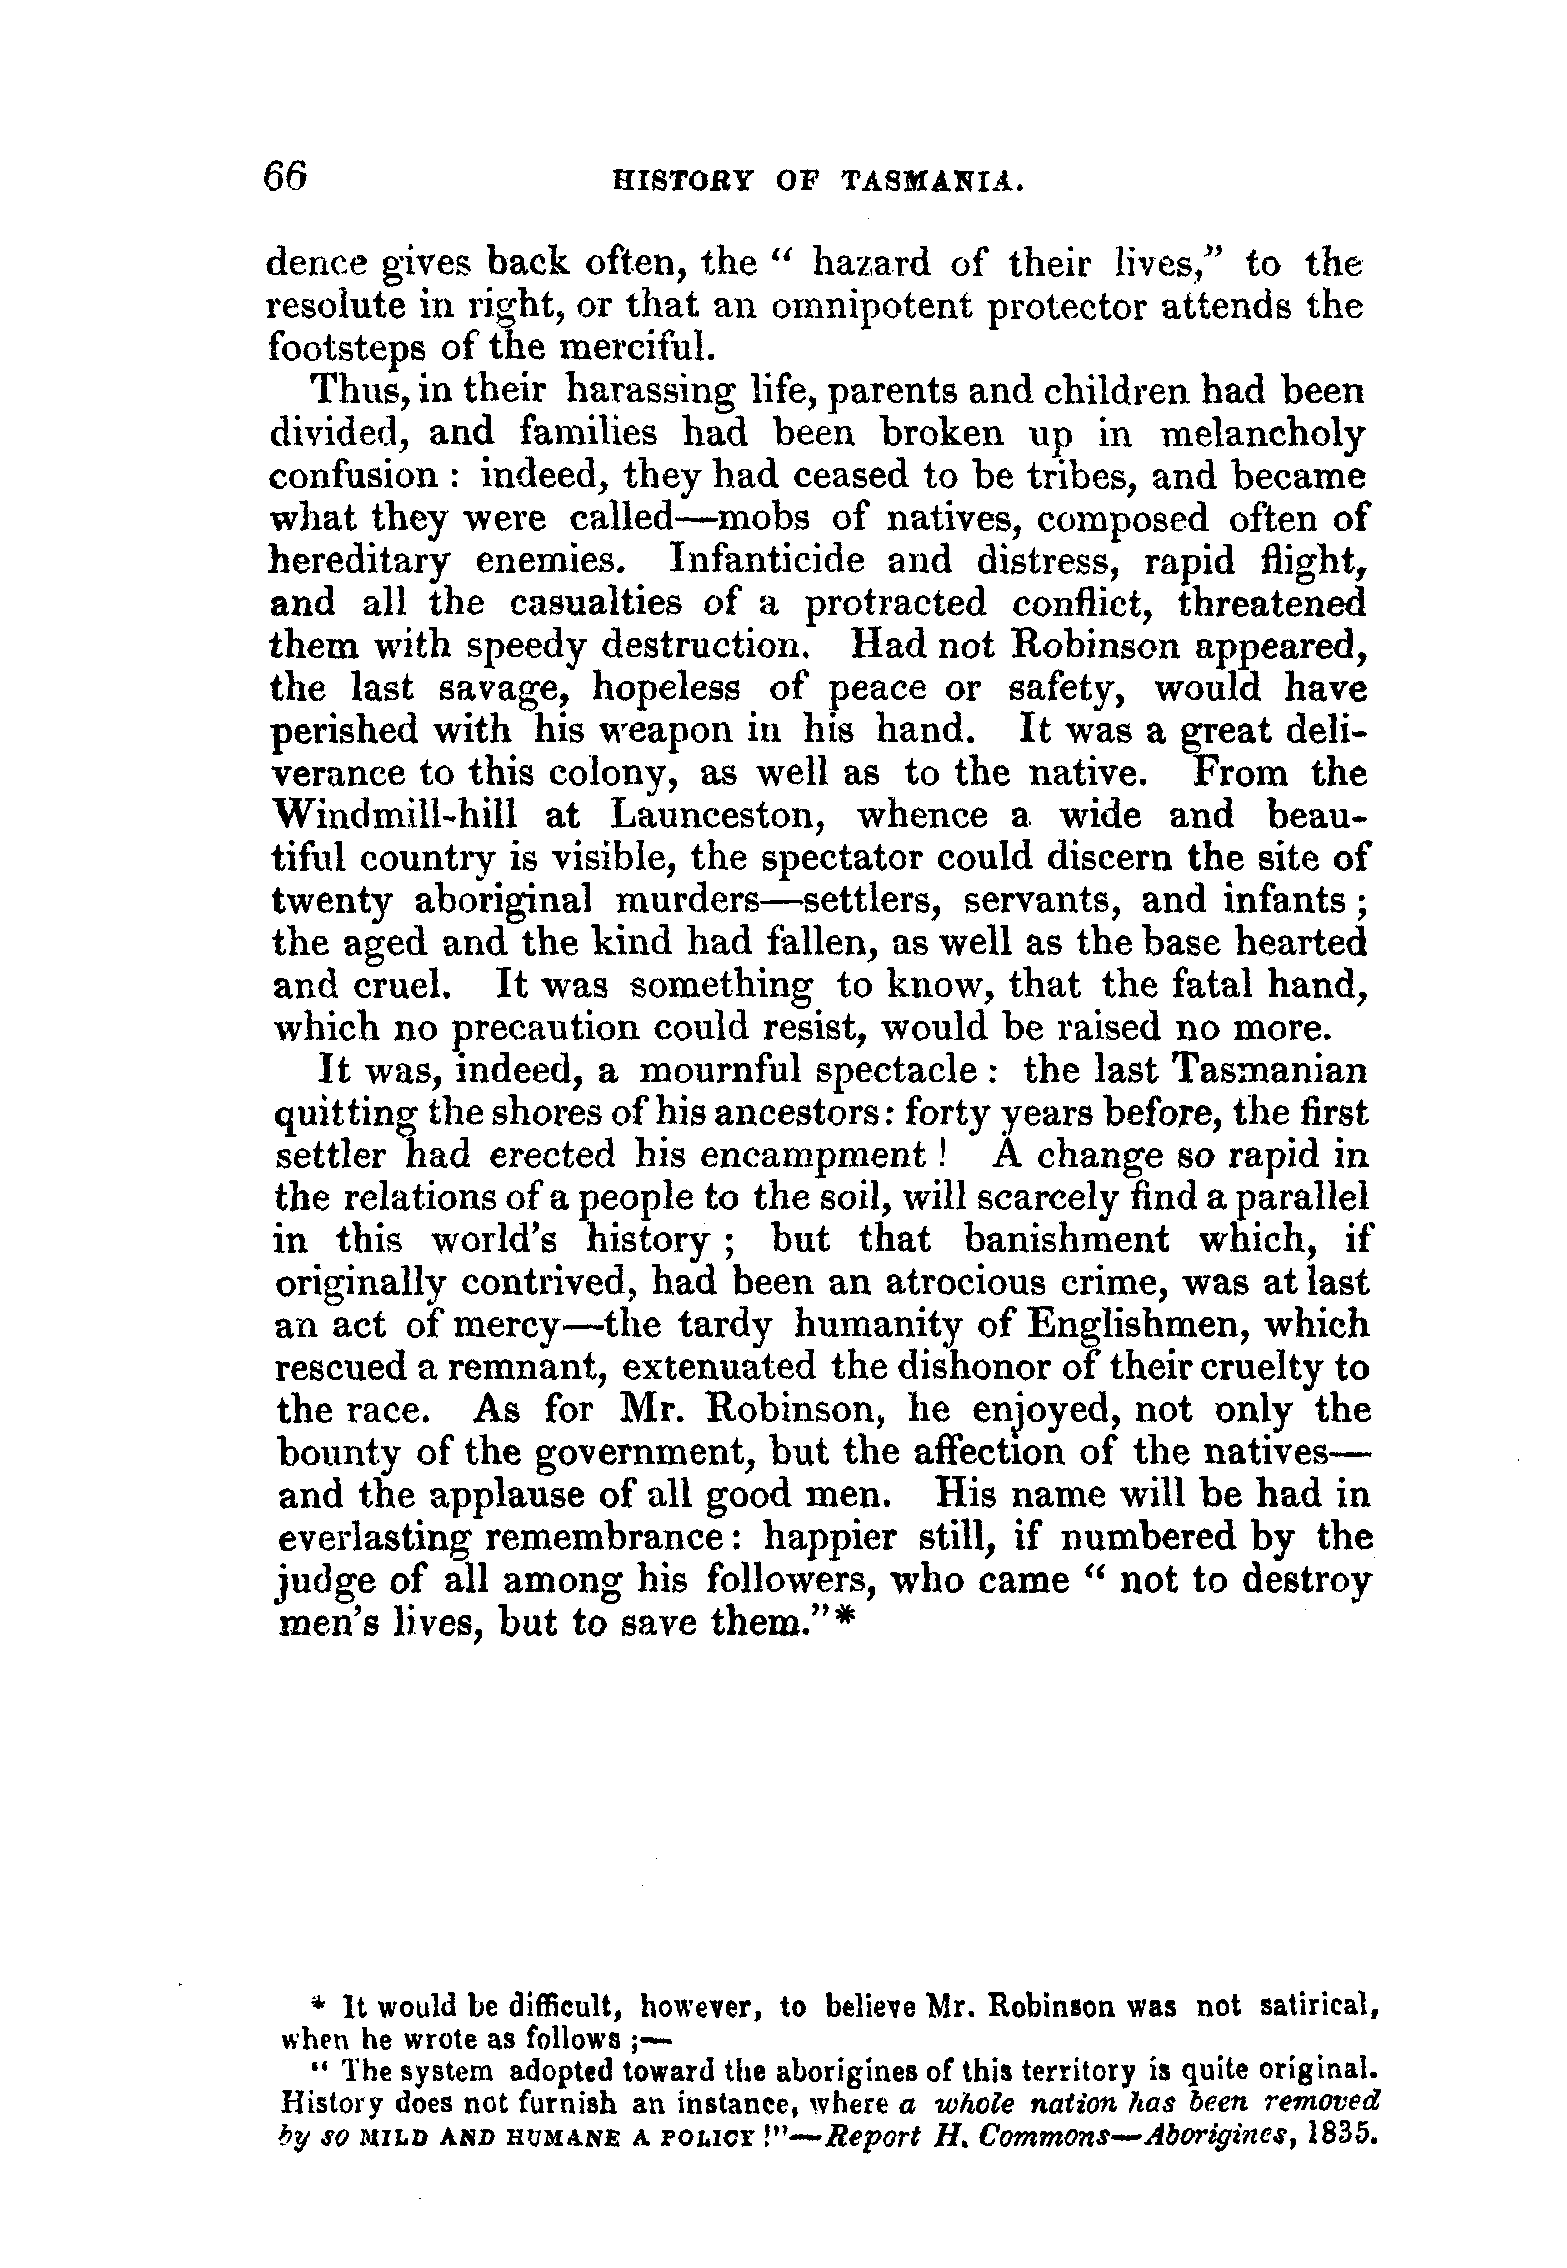 66 HISTORY OF TASMANIA.
dence gives back often, the " hazard of their lives," to the
resolute in right, or that an omnipotent protector attends the
footsteps of the merciful.
Thus, in their harassing life, parents and children had been
divided, and families had been broken up in melancholy
confusion : indeed, they had ceased to be tribes, and became
what they were called—mobs of natives, composed often of
hereditary enemies. Infanticide and distress, rapid flight,
and all the casualties of a protracted conflict, threatened
them with speedy destruction. Had not Robinson appeared,
the last savage, hopeless of peace or safety, would have
perished with his weapon in his hand. It was a great deli-
verance to this colony, as well as to the native. From the
Windmill-hill at Launceston, whence a wide and beau-
tiful country is visible, the spectator could discern the site of
twenty aboriginal murders—settlers, servants, and infants ;
the aged and the kind had fallen, as well as the base hearted
and cruel. It was something to know, that the fatal hand,
which no precaution could resist, would be raised no more.
It was, indeed, a mournful spectacle : the last Tasmanian
quitting the shores of his ancestors: forty years before, the first
settler had erected his encampment ! A change so rapid in
the relations of a people to the soil, will scarcely find a parallel
in this world's history ; but that banishment which, if
originally contrived, had been an atrocious crime, was at last
an act of mercy—the tardy humanity of Englishmen, which
rescued a remnant, extenuated the dishonor of their cruelty to
the race. As for Mr. Robinson, he enjoyed, not only the
bounty of the government, but the affection of the natives—
and the applause of all good men. His name will be had in
everlasting remembrance: happier still, if numbered by the
judge of all among his followers, who came " not to destroy
men's lives, but to save them."*
* It would be difficult, however, to believe Mr. Robinson was not satirical,
when he wrote as follows ;—
" The system adopted toward the aborigines of this territory is quite original.
History does not furnish an instance, where a whole nation has been removed
by so MILD AND HUMANE A POLICY !"—Report H. Commons—Aborigines, 1835.